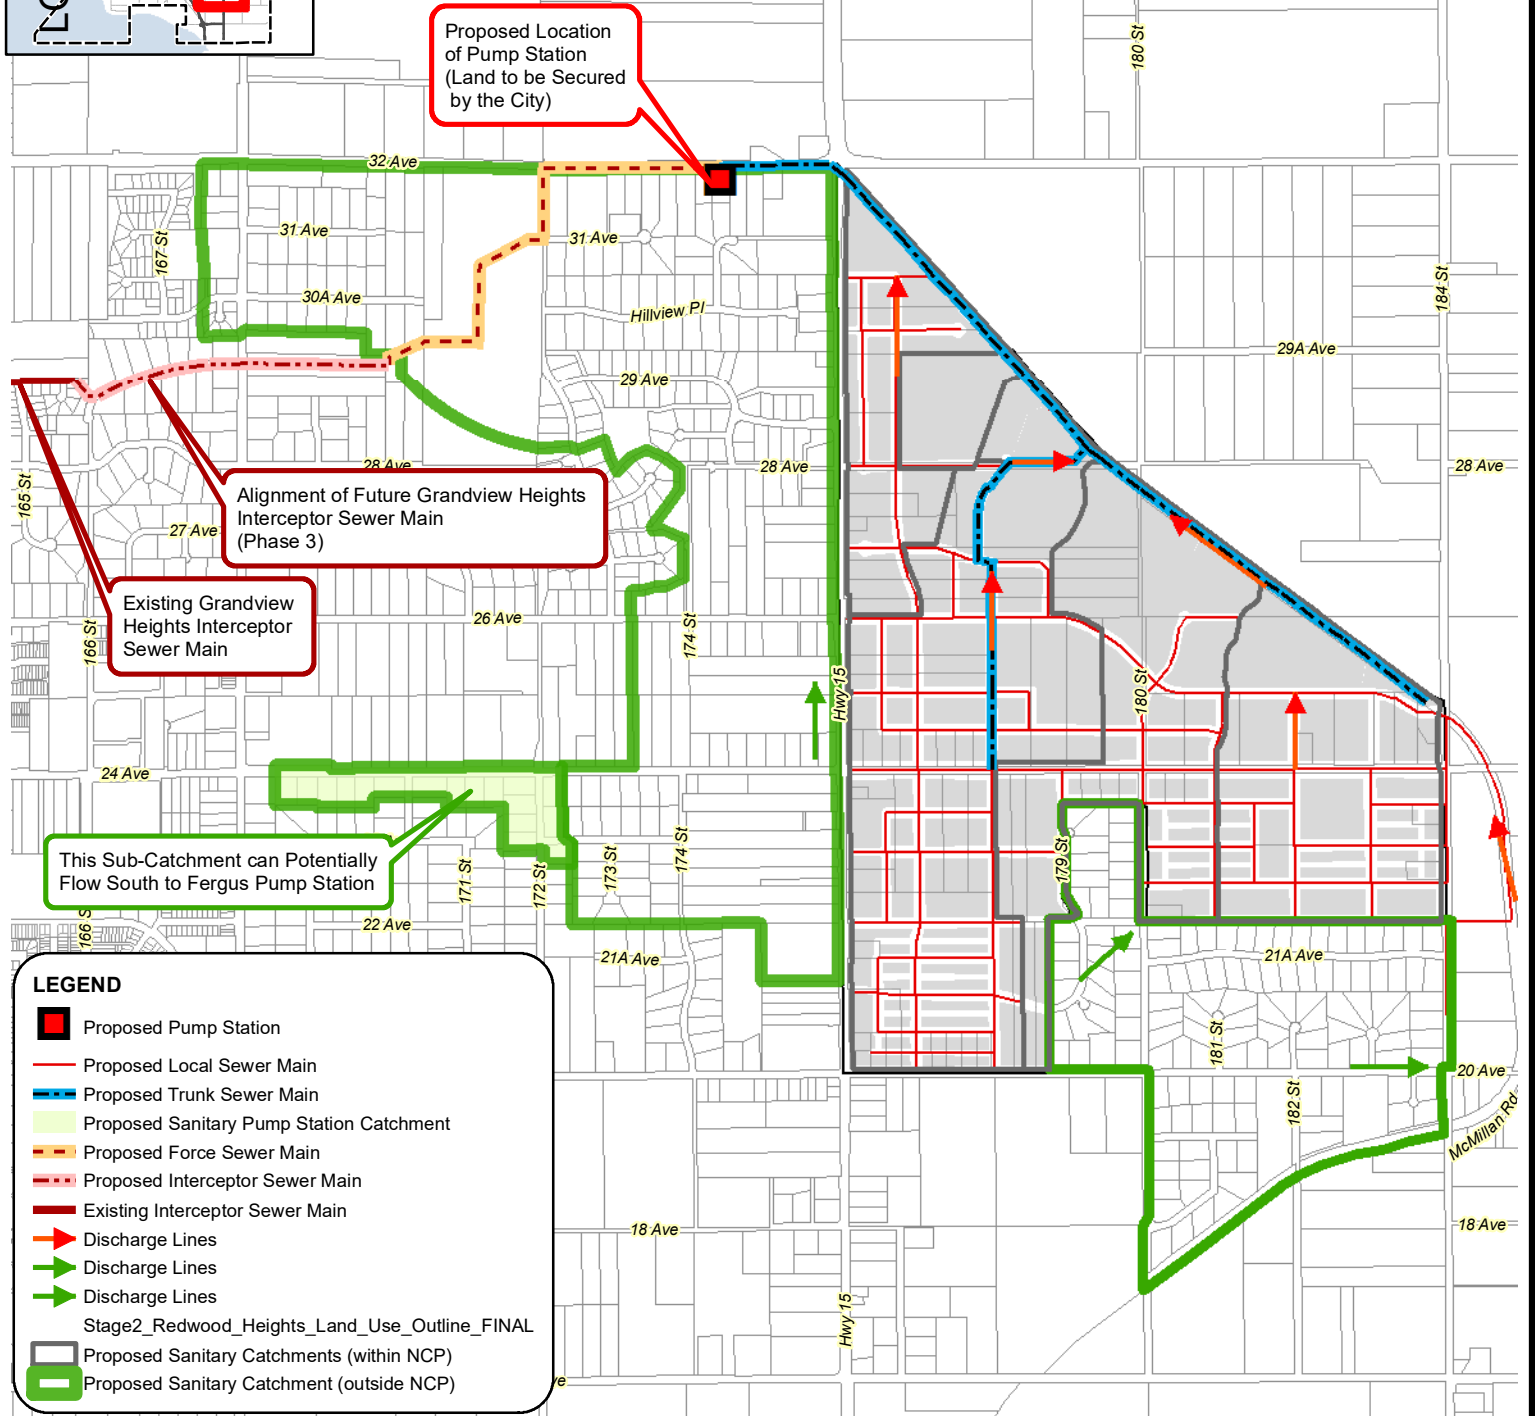 Proposed Location
of Pump Station
(Land to be Secured
by the City)
180 St
32 Ave
167 St
31 Ave
31 Ave
30A Ave
Hillview Pl
184 St
29A Ave
29 Ave
28 Ave
28 Ave
28 Ave
165 St
Alignment of Future Grandview Heights
Interceptor Sewer Main
(Phase 3)
27 Ave
Existing Grandview
Heights Interceptor
Sewer Main
166 St
26 Ave
174 St
Hwy 15
180 St
24 Ave
This Sub-Catchment can Potentially
Flow South to Fergus Pump Station
171 St
172 St
173 St
174 St
179 St
166 S
22 Ave
21A Ave
21A Ave
181 St
20 Ave
182 St
McMillan Rd
18 Ave
18 Ave
Hwy 15
LEGEND
Proposed Pump Station
Proposed Local Sewer Main
Proposed Trunk Sewer Main
Proposed Sanitary Pump Station Catchment
Proposed Force Sewer Main
Proposed Interceptor Sewer Main
Existing Interceptor Sewer Main
Discharge Lines
Discharge Lines
Discharge Lines
Stage2_Redwood_Heights_Land_Use_Outline_FINAL
Proposed Sanitary Catchments (within NCP)
Proposed Sanitary Catchment (outside NCP)